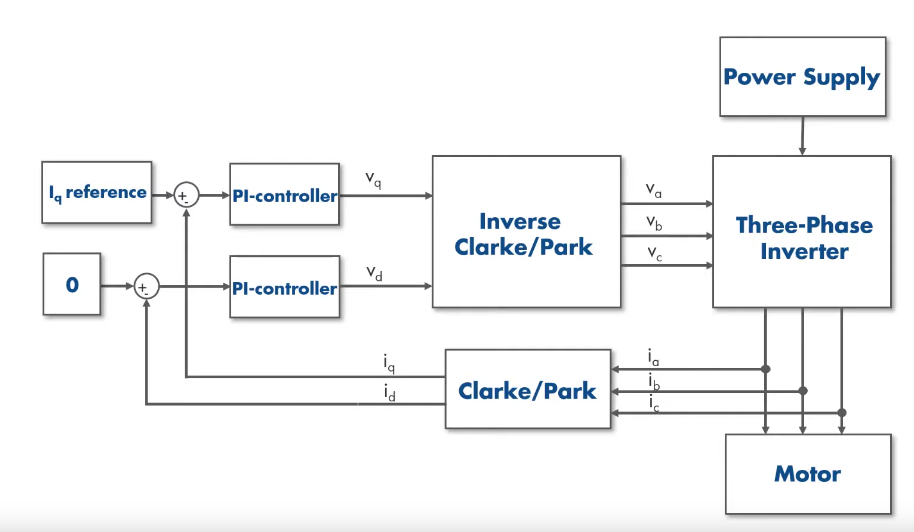 Power Supply
I_q reference
+
-
PI-controller
v_q
Inverse
Clarke/Park
v_a
v_b
v_c
Three-Phase
Inverter
0
+
-
PI-controller
v_d
i_q
i_d
Clarke/Park
i_a
i_b
i_c
Motor